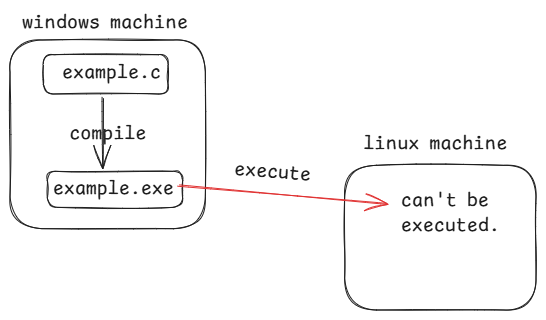 windows machine
example.c
compile
example.exe
execute
linux machine
can't be
executed.